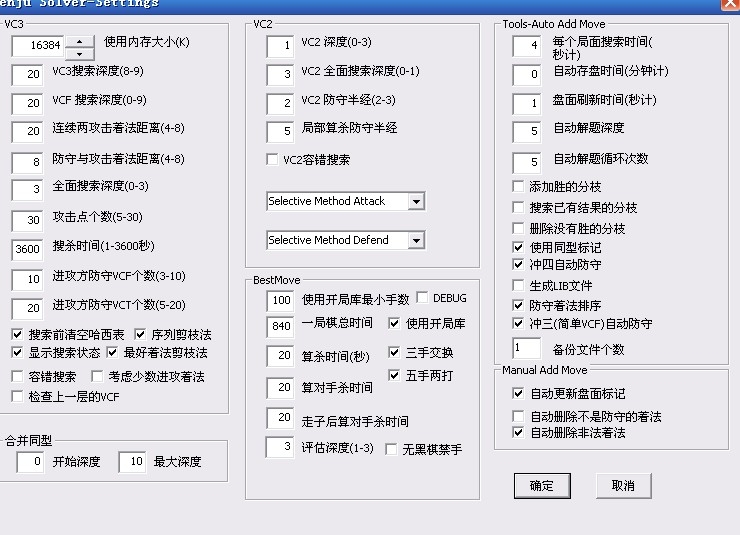 enju Solver-Settings
VC3
16384 使用内存大小(K)
20 VC3搜索深度(8-9)
20 VCF 搜索深度(0-9)
20 连续两攻击着法距离(4-8)
8 防守与攻击着法距离(4-8)
3 全面搜索深度(0-3)
30 攻击点个数(5-30)
3600 搜杀时间(1-3600秒)
10 进攻方防守VCF个数(3-10)
20 进攻方防守VCT个数(5-20)
搜索前清空哈西表 序列剪枝法
显示搜索状态 最好着法剪枝法
容错搜索 考虑少数进攻着法
检查上一层的VCF
合并同型
0 开始深度 10 最大深度
VC2
1 VC2 深度(0-3)
3 VC2 全面搜索深度(0-1)
2 VC2 防守半经(2-3)
5 局部算杀防守半经
VC2容错搜索
Selective Method Attack
Selective Method Defend
BestMove
100 使用开局库最小手数 DEBUG
840 一局棋总时间 使用开局库
20 算杀时间(秒) 三手交换
20 算对手杀时间 五手两打
20 走子后算对手杀时间
3 评估深度(1-3) 无黑棋禁手
Tools-Auto Add Move
4 每个局面搜索时间(
秒计)
0 自动存盘时间(分钟计)
1 盘面刷新时间(秒计)
5 自动解题深度
5 自动解题循环次数
添加胜的分枝
搜索已有结果的分枝
删除没有胜的分枝
使用同型标记
冲四自动防守
生成LIB文件
防守着法排序
冲三(简单VCF)自动防守
1 备份文件个数
Manual Add Move
自动更新盘面标记
自动删除不是防守的着法
自动删除非法着法
确定 取消